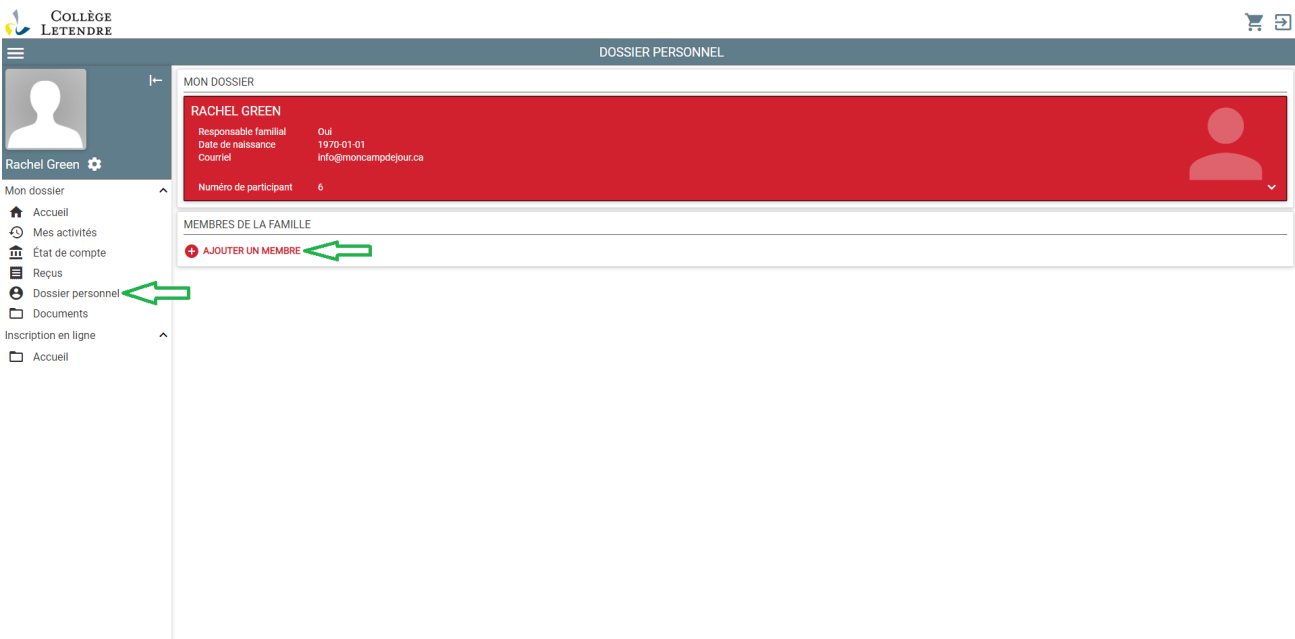 COLLÈGE
LETENDRE
DOSSIER PERSONNEL
Rachel Green
Mon dossier
Accueil
Mes activités
État de compte
Reçus
Dossier personnel
Documents
Inscription en ligne
Accueil
MON DOSSIER
RACHEL GREEN
Responsable familial Oui
Date de naissance 1970-01-01
Courriel info@moncampdejour.ca
Numéro de participant 6
MEMBRES DE LA FAMILLE
AJOUTER UN MEMBRE